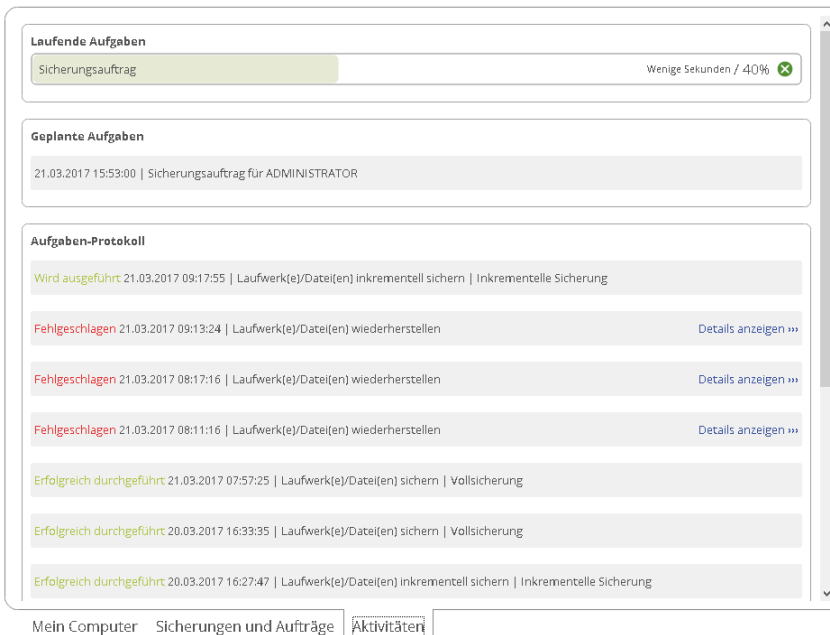 Laufende Aufgaben
Sicherungsauftrag Wenige Sekunden / 40%
Geplante Aufgaben
21.03.2017 15:53:00 | Sicherungsauftrag für ADMINISTRATOR
Aufgaben-Protokoll
Wird ausgeführt 21.03.2017 09:17:55 | Laufwerk(e)/Datei(en) inkrementell sichern | Inkrementelle Sicherung
Fehlgeschlagen 21.03.2017 09:13:24 | Laufwerk(e)/Datei(en) wiederherstellen Details anzeigen »›
Fehlgeschlagen 21.03.2017 08:17:16 | Laufwerk(e)/Datei(en) wiederherstellen Details anzeigen »›
Fehlgeschlagen 21.03.2017 08:11:16 | Laufwerk(e)/Datei(en) wiederherstellen Details anzeigen »›
Erfolgreich durchgeführt 21.03.2017 07:57:25 | Laufwerk(e)/Datei(en) sichern | Vollsicherung
Erfolgreich durchgeführt 20.03.2017 16:33:35 | Laufwerk(e)/Datei(en) sichern | Vollsicherung
Erfolgreich durchgeführt 20.03.2017 16:27:47 | Laufwerk(e)/Datei(en) inkrementell sichern | Inkrementelle Sicherung
Mein Computer Sicherungen und Aufträge Aktivitäten